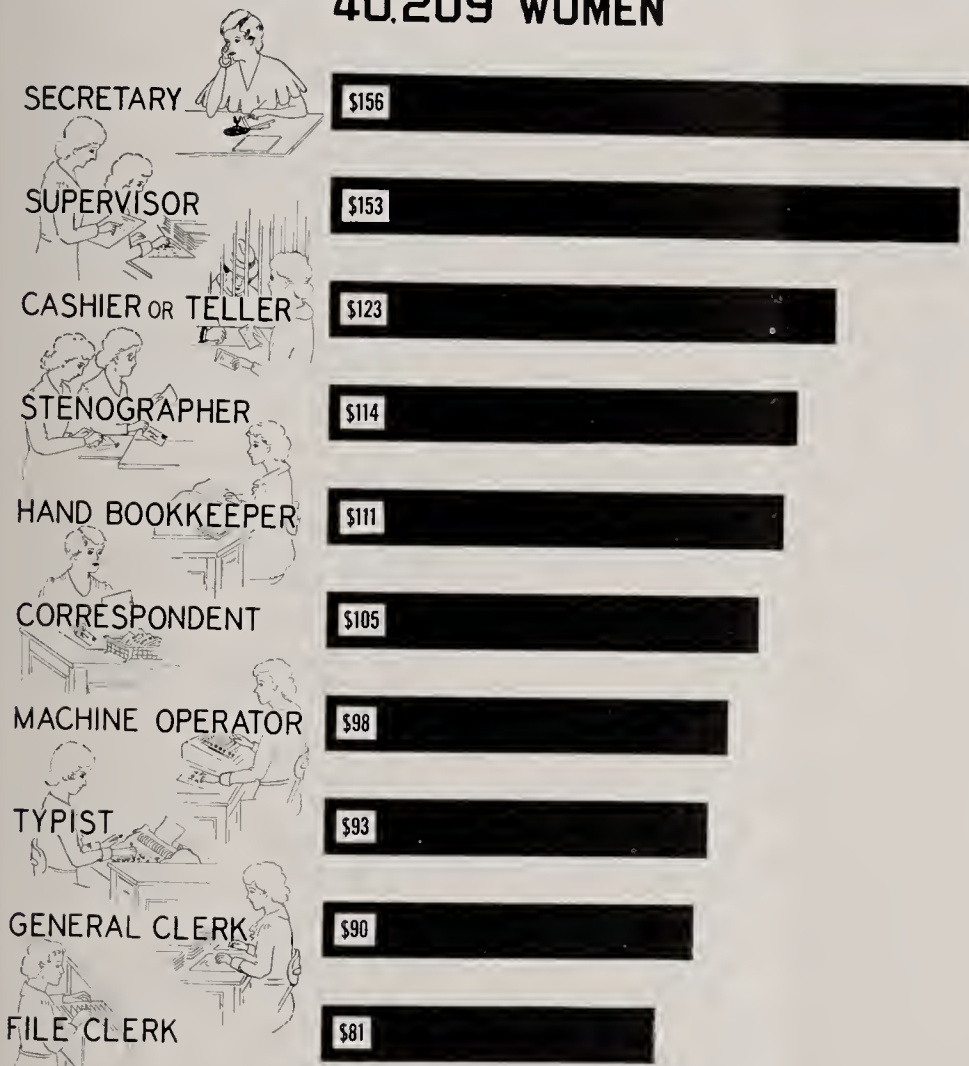 40,209 WOMEN
SECRETARY $156
SUPERVISOR $153
CASHIER OR TELLER $123
STENOGRAPHER $114
HAND BOOKKEEPER $111
CORRESPONDENT $105
MACHINE OPERATOR $98
TYPIST $93
GENERAL CLERK $90
FILE CLERK $81